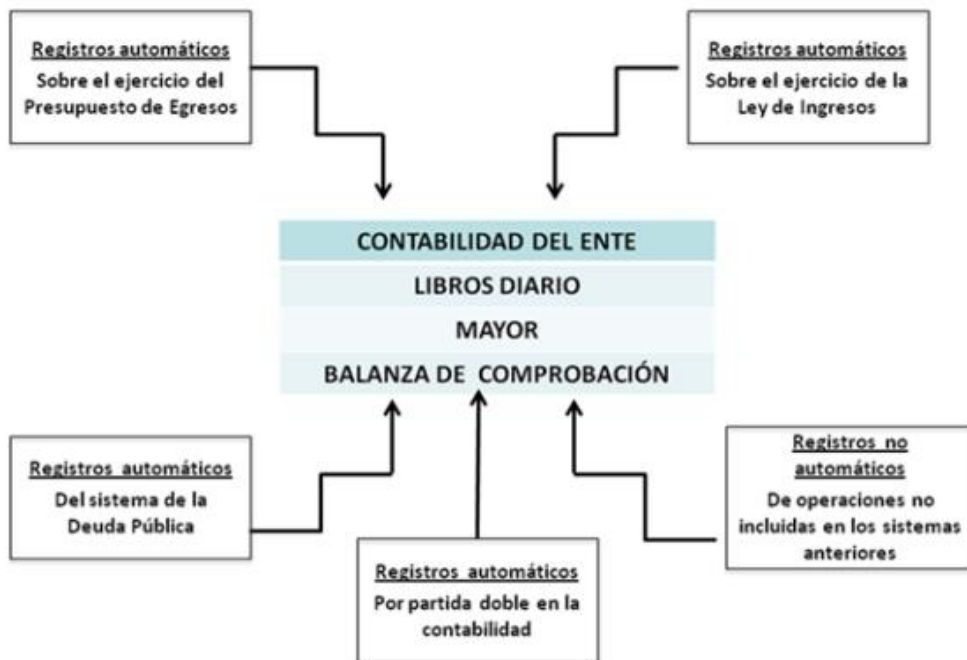 Registros automáticos
Sobre el ejercicio del
Presupuesto de Egresos
Registros automáticos
Sobre el ejercicio de la
Ley de Ingresos
CONTABILIDAD DEL ENTE
LIBROS DIARIO
MAYOR
BALANZA DE COMPROBACIÓN
Registros automáticos
Del sistema de la
Deuda Pública
Registros automáticos
Por partida doble en la
contabilidad
Registros no
automáticos
De operaciones no
incluidas en los sistemas
anteriores